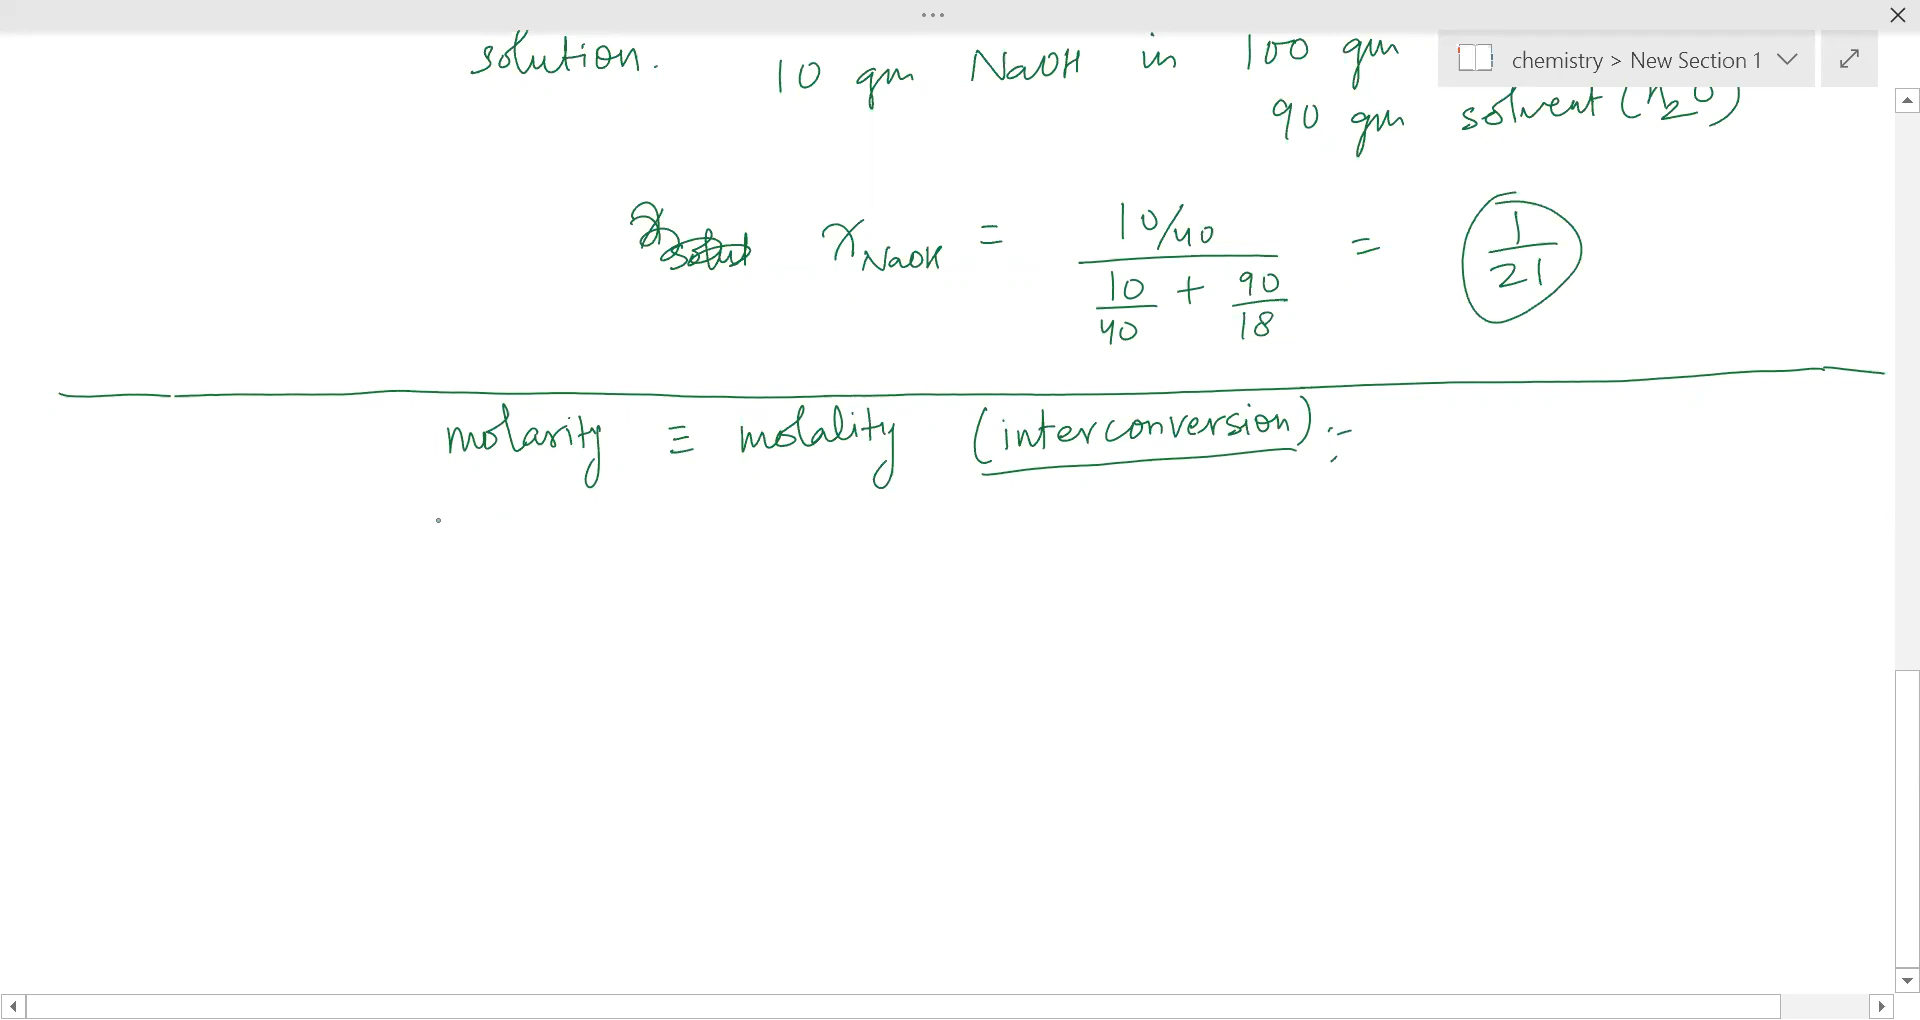 ...
chemistry > New Section 1
solution. 10 gm NaOH in 100 gm
90 gm solvent (H2O)
x NaOH = 10/40 / (10/40 + 90/18) = 1/21
molarity ≡ molality (interconversion) :-